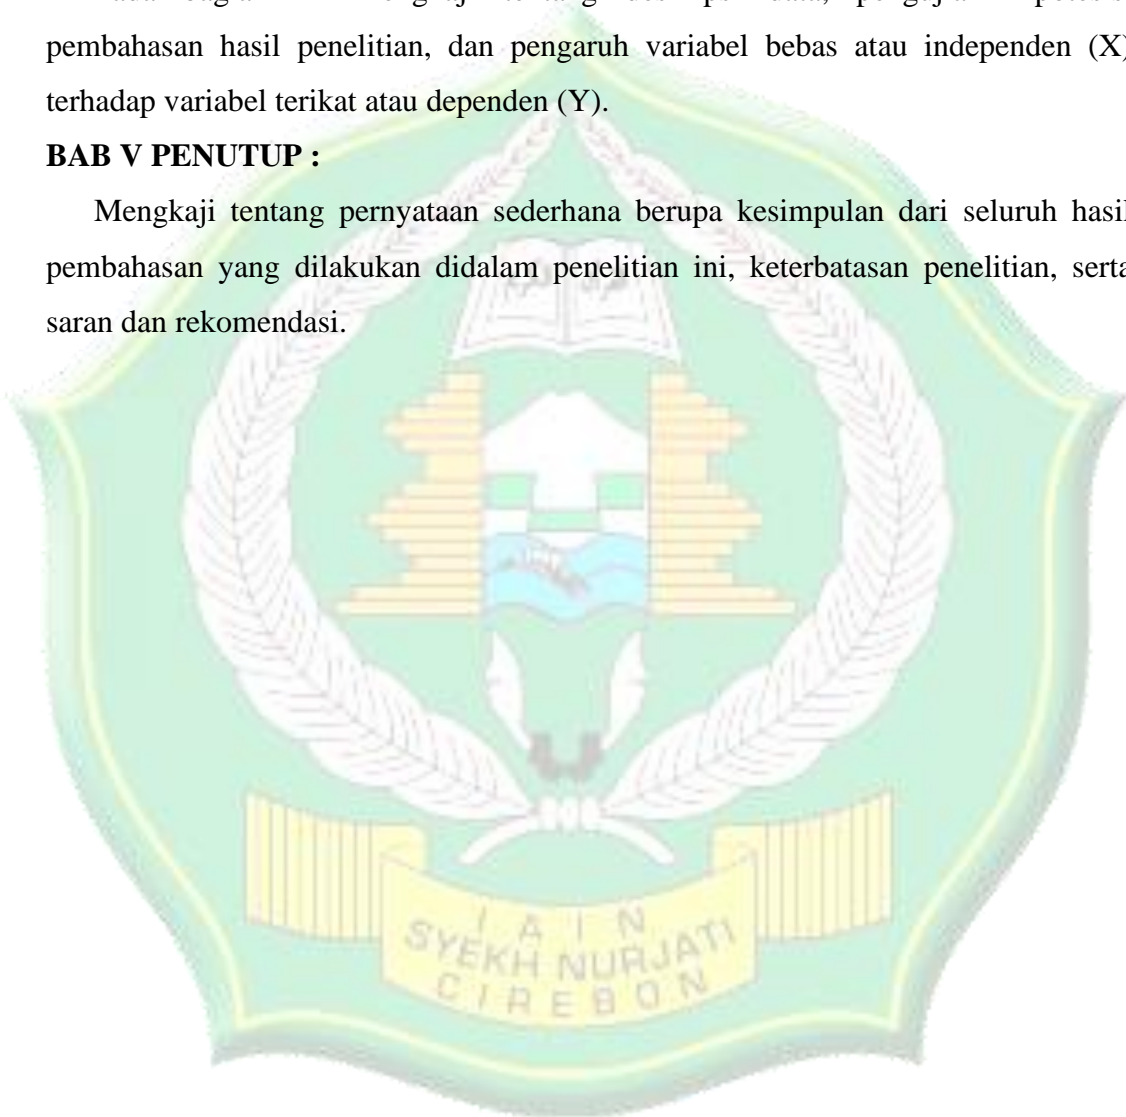 pembahasan hasil penelitian, dan pengaruh variabel bebas atau independen (X)
terhadap variabel terikat atau dependen (Y).
BAB V PENUTUP :
Mengkaji tentang pernyataan sederhana berupa kesimpulan dari seluruh hasil
pembahasan yang dilakukan didalam penelitian ini, keterbatasan penelitian, serta
saran dan rekomendasi.
IAIN
SYEKH NURJATI
CIREBON